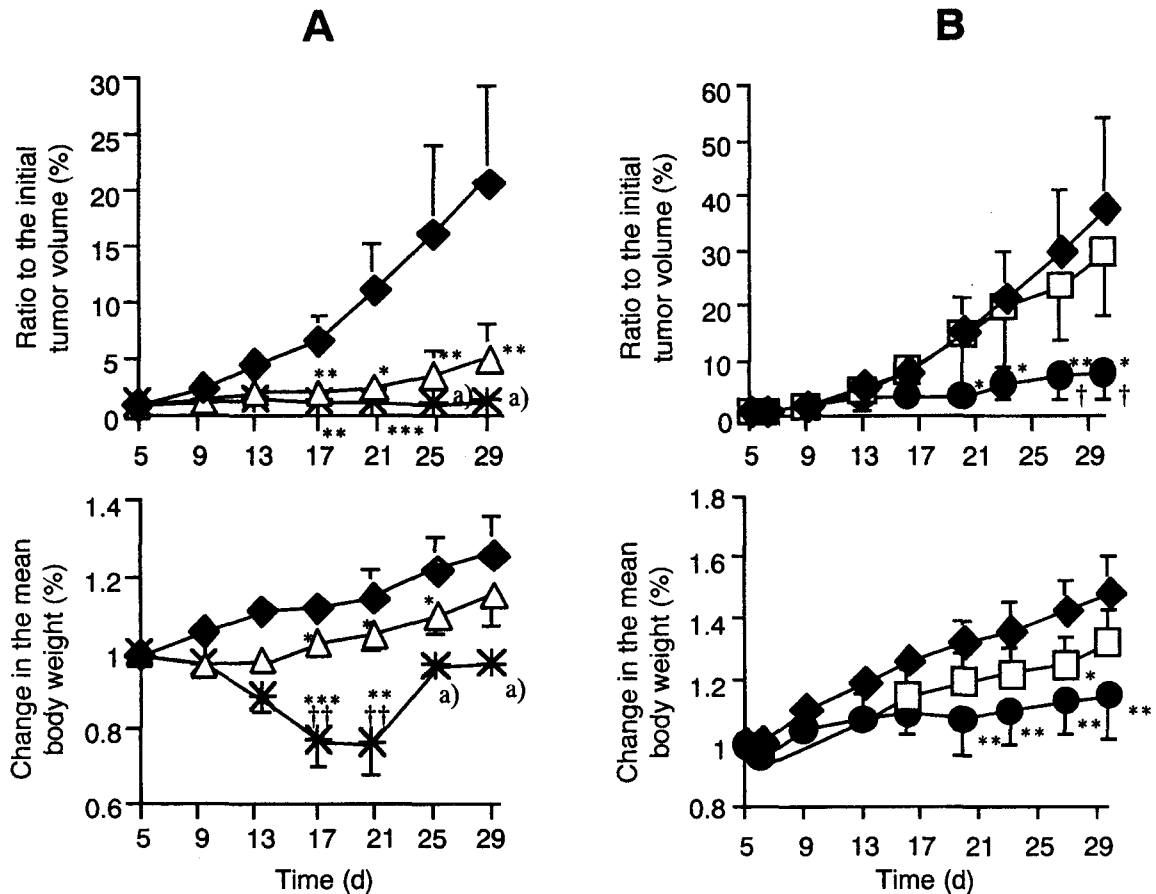 A
B
Ratio to the initial
tumor volume (%)
30
25
20
15
10
5
0
**
*
**
**
a)
a)
**
***
5 9 13 17 21 25 29
Ratio to the initial
tumor volume (%)
60
50
40
30
20
10
0
*
*
**
†
*
†
5 9 13 17 21 25 29
Change in the mean
body weight (%)
1.4
1.2
1
0.8
0.6
*
*
*
***
††
**
††
a)
a)
5 9 13 17 21 25 29
Time (d)
Change in the mean
body weight (%)
1.8
1.6
1.4
1.2
1
0.8
*
**
**
**
**
5 9 13 17 21 25 29
Time (d)